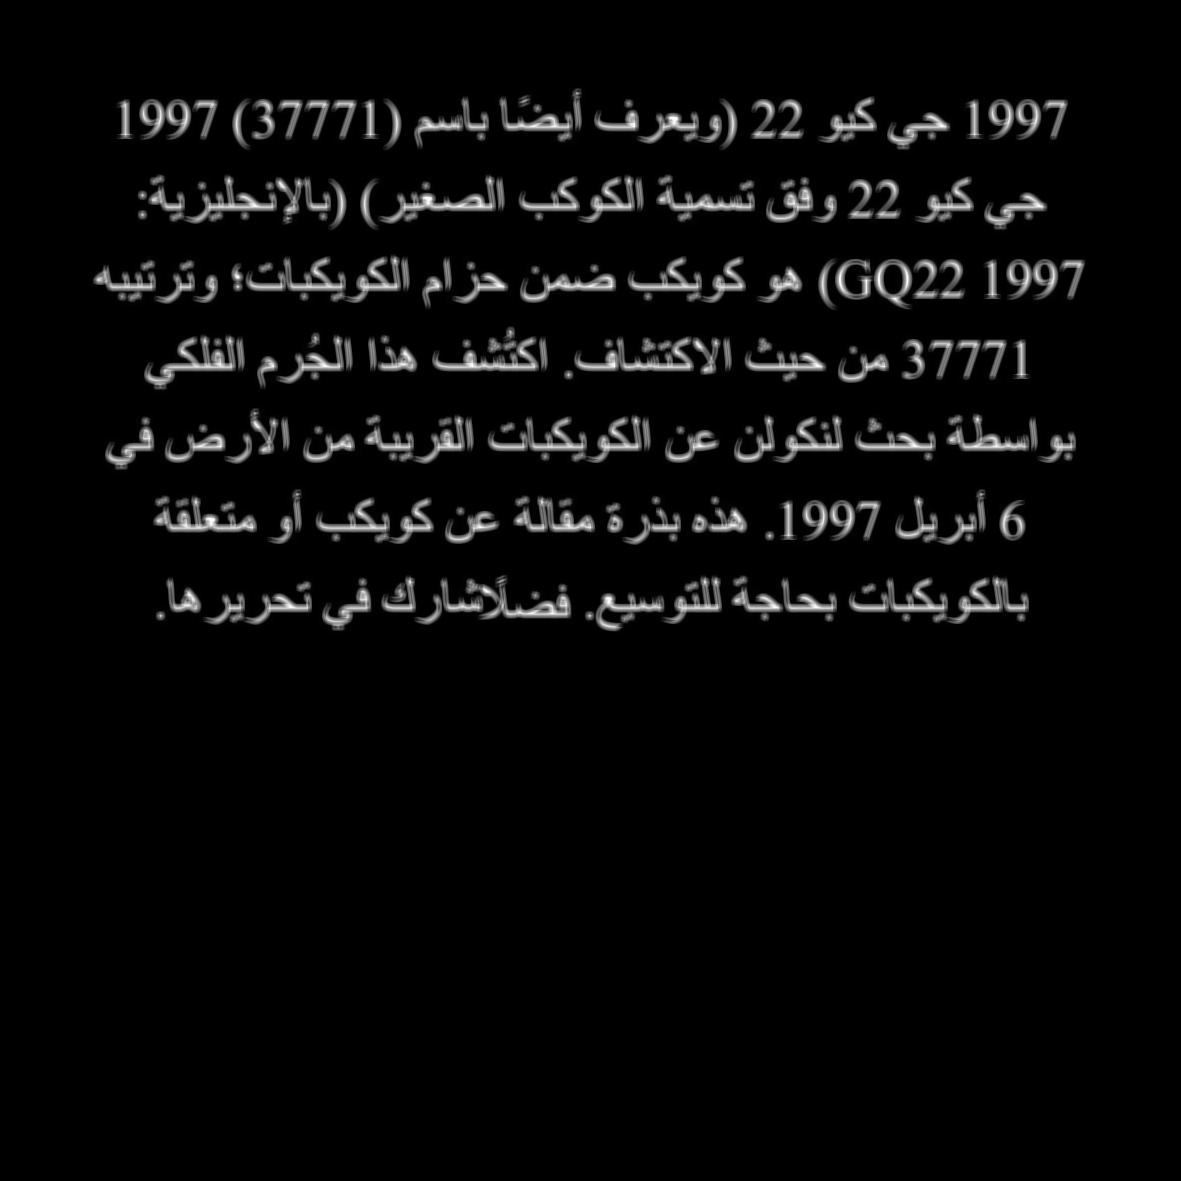 1997 جي كيو 22 (ويعرف أيضًا باسم (37771) 1997
جي كيو 22 وفق تسمية الكوكب الصغير) (بالإنجليزية:
1997 GQ22) هو كويكب ضمن حزام الكويكبات؛ وترتيبه
37771 من حيث الاكتشاف. اكتُشف هذا الجُرم الفلكي
بواسطة بحث لنكولن عن الكويكبات القريبة من الأرض في
6 أبريل 1997. هذه بذرة مقالة عن كويكب أو متعلقة
بالكويكبات بحاجة للتوسيع. فضلًاشارك في تحريرها.